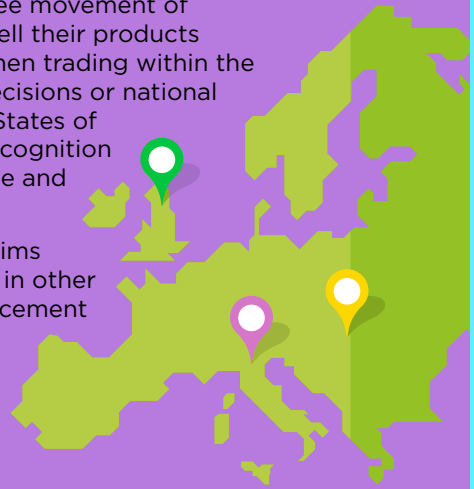 ee movement of
ell their products
hen trading within the
ecisions or national
States of
cognition
e and
ims
in other
cement